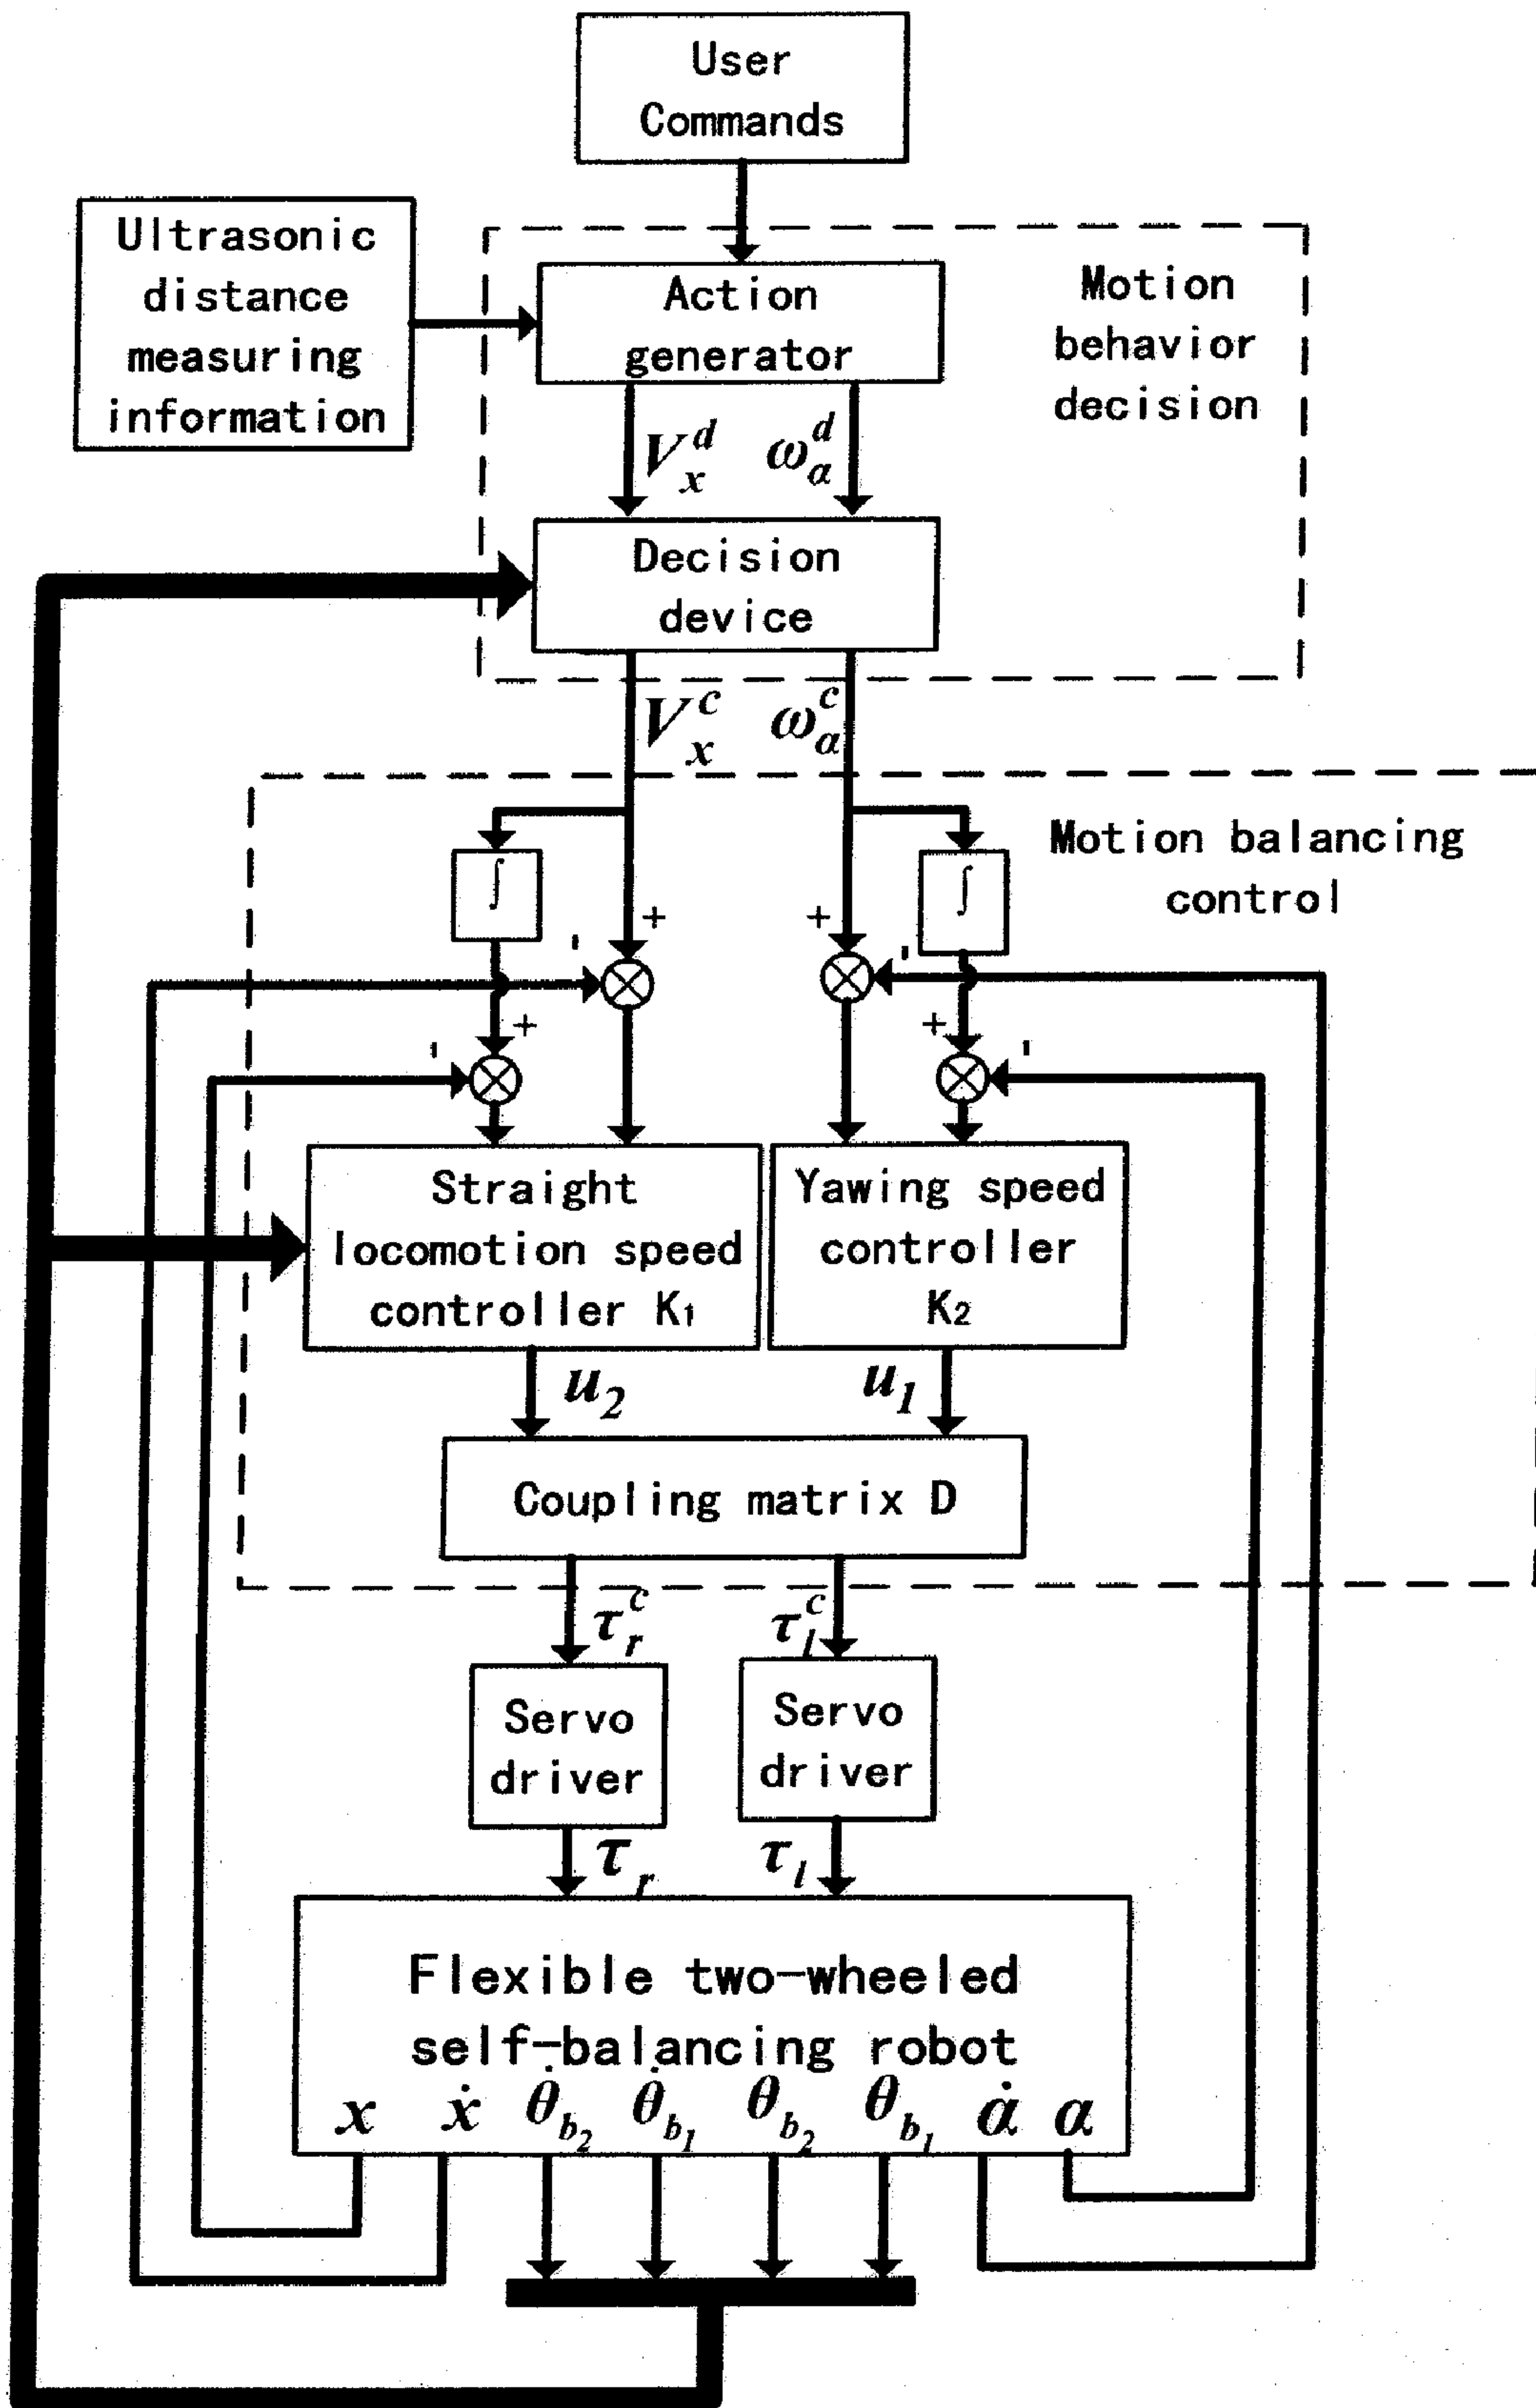 User
Commands
Ultrasonic
distance
measuring
information
Action
generator
Motion
behavior
decision
V_x^d ω_α^d
Decision
device
V_x^c ω_α^c
Motion balancing
control
∫ ∫
+ +
' '
+ +
' '
Straight
locomotion speed
controller K₁
Yawing speed
controller
K₂
u₂ u₁
Coupling matrix D
τ_r^c τ_l^c
Servo
driver
Servo
driver
τ_r τ_l
Flexible two-wheeled
self-balancing robot
x ẋ θ̇_b₂ θ̇_b₁ θ_b₂ θ_b₁ α̇ α